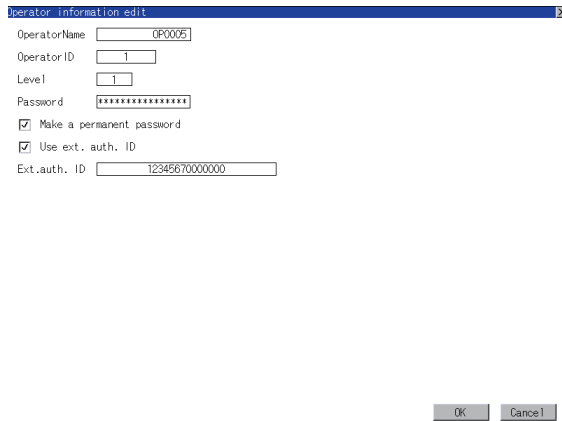 Operator information edit
OperatorName OP0005
OperatorID 1
Level 1
Password ****************
Make a permanent password
Use ext. auth. ID
Ext.auth. ID 12345670000000
OK Cancel